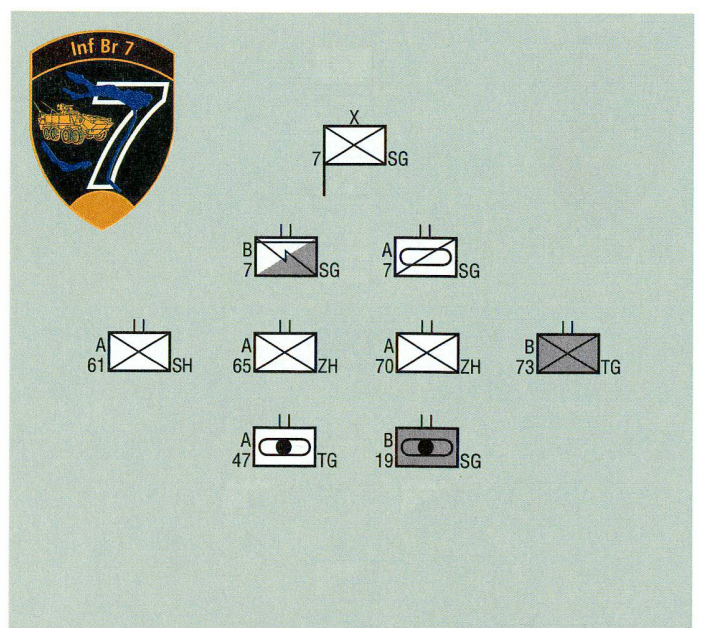 Inf Br 7
7
X
7 SG
B
7 SG
A
7 SG
A
61 SH
A
65 ZH
A
70 ZH
B
73 TG
A
47 TG
B
19 SG